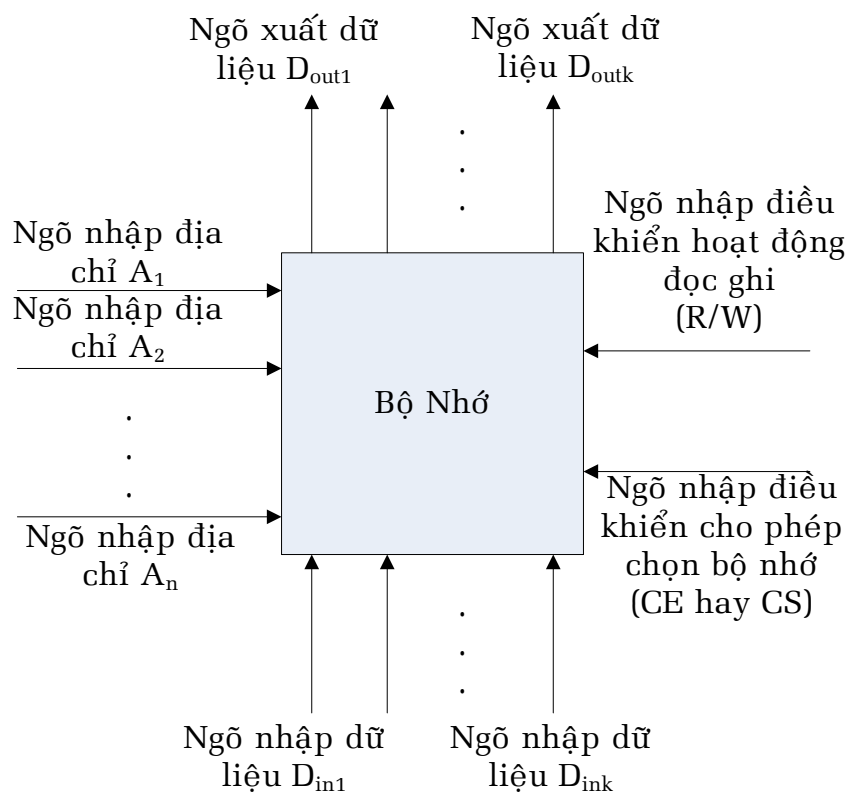 Ngõ xuất dữ
liệu Dout1
Ngõ xuất dữ
liệu Doutk
Ngõ nhập địa
chỉ A1
Ngõ nhập địa
chỉ A2
Ngõ nhập địa
chỉ An
Bộ Nhớ
Ngõ nhập điều
khiển hoạt động
đọc ghi
(R/W)
Ngõ nhập điều
khiển cho phép
chọn bộ nhớ
(CE hay CS)
Ngõ nhập dữ
liệu Din1
Ngõ nhập dữ
liệu Dink